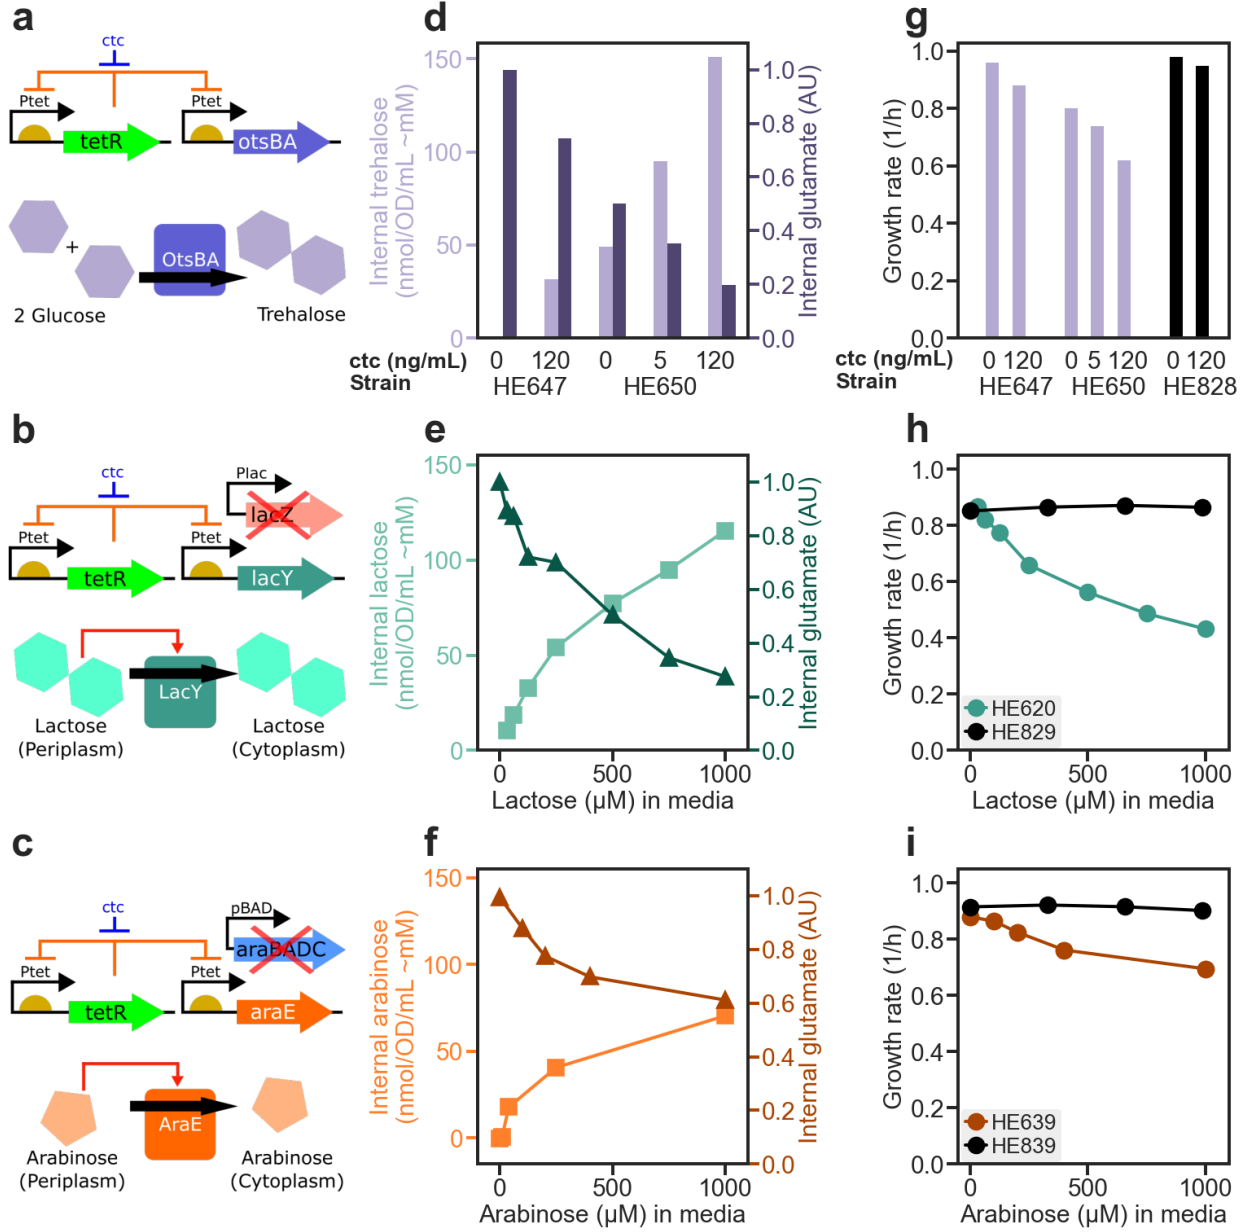 a
ctc
Ptet
tetR
Ptet
otsBA
+
OtsBA
2 Glucose
Trehalose
d
Internal trehalose
(nmol/OD/mL ~mM)
150
100
50
0
1.0
0.8
0.6
0.4
0.2
0.0
Internal glutamate (AU)
ctc (ng/mL)
0 120 0 5 120
Strain
HE647 HE650
g
Growth rate (1/h)
1.0
0.8
0.6
0.4
0.2
0.0
ctc (ng/mL)
0 120 0 5 120 0 120
Strain
HE647 HE650 HE828
b
ctc
Plac
lacZ
Ptet
tetR
Ptet
lacY
LacY
Lactose
(Periplasm)
Lactose
(Cytoplasm)
e
Internal lactose
(nmol/OD/mL ~mM)
150
100
50
0
1.0
0.8
0.6
0.4
0.2
0.0
Internal glutamate (AU)
0 500 1000
Lactose (µM) in media
h
Growth rate (1/h)
1.0
0.8
0.6
0.4
0.2
0.0
HE620
HE829
0 500 1000
Lactose (µM) in media
c
ctc
pBAD
araBADC
Ptet
tetR
Ptet
araE
AraE
Arabinose
(Periplasm)
Arabinose
(Cytoplasm)
f
Internal arabinose
(nmol/OD/mL ~mM)
150
100
50
0
1.0
0.8
0.6
0.4
0.2
0.0
Internal glutamate (AU)
0 500 1000
Arabinose (µM) in media
i
Growth rate (1/h)
1.0
0.8
0.6
0.4
0.2
0.0
HE639
HE839
0 500 1000
Arabinose (µM) in media